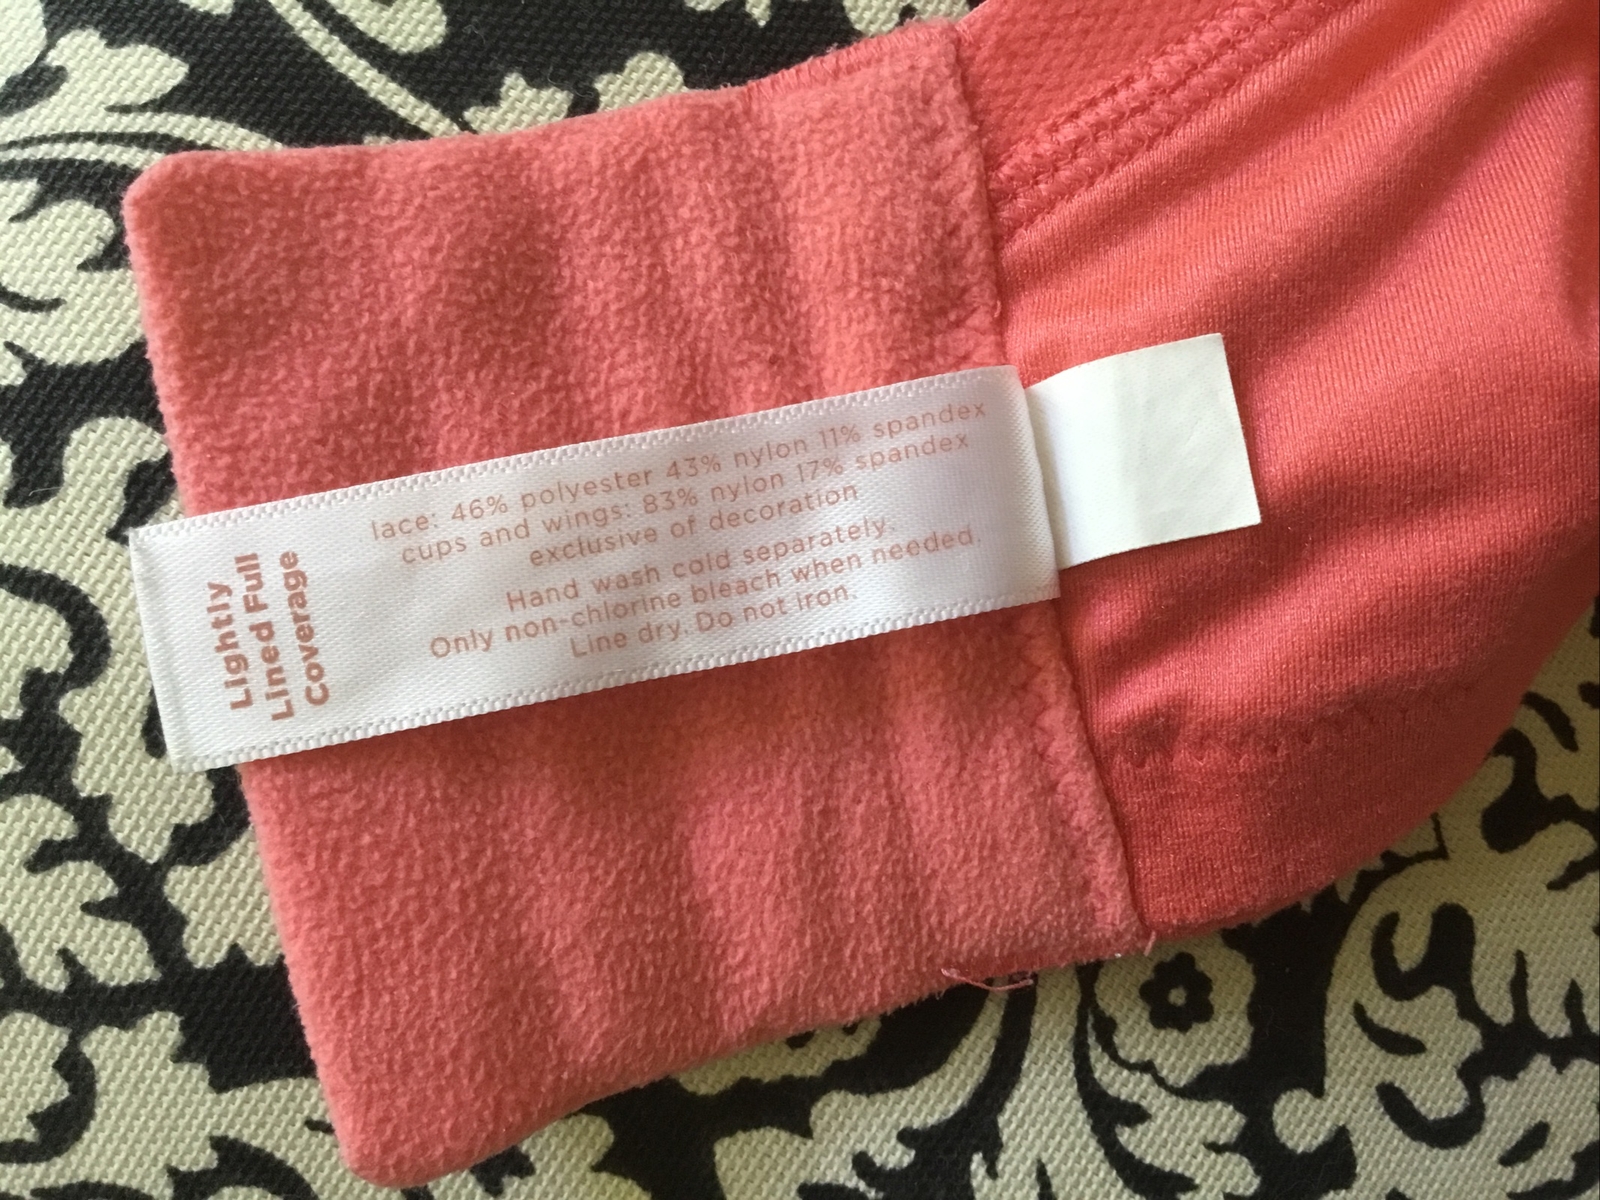 Lightly
Lined Full
Coverage
lace: 46% polyester 43% nylon 11% spandex
cups and wings: 83% nylon 17% spandex
exclusive of decoration
Hand wash cold separately.
Only non-chlorine bleach when needed.
Line dry. Do not iron.